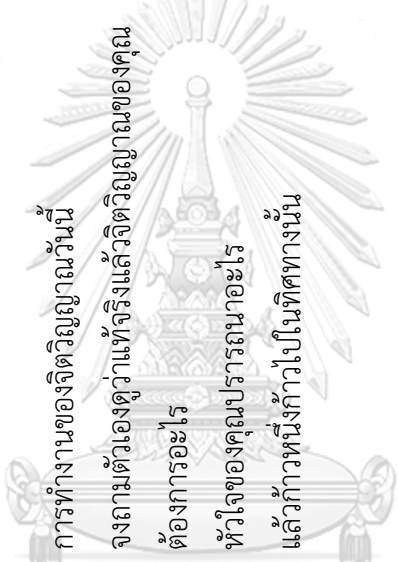 การทำงานของจิตวิญญาณวันนี้
จงถามตัวเองดูว่าแท้จริงแล้วจิตวิญญาณของคุณ
ต้องการอะไร
หัวใจของคุณปรารถนาอะไร
แล้วก้าวหนึ่งก้าวไปในทิศทางนั้น